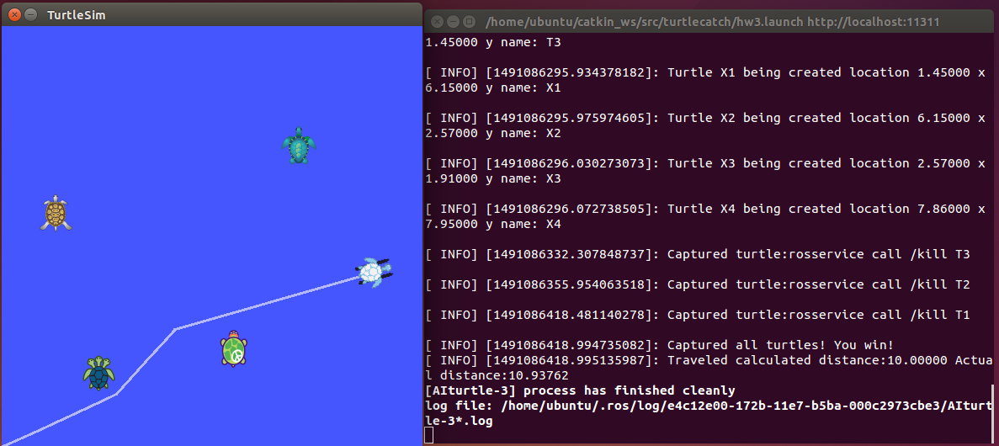 TurtleSim
/home/ubuntu/catkin_ws/src/turtlecatch/hw3.launch http://localhost:11311
1.45000 y name: T3
[ INFO] [1491086295.934378182]: Turtle X1 being created location 1.45000 x
6.15000 y name: X1
[ INFO] [1491086295.975974605]: Turtle X2 being created location 6.15000 x
2.57000 y name: X2
[ INFO] [1491086296.030273073]: Turtle X3 being created location 2.57000 x
1.91000 y name: X3
[ INFO] [1491086296.072738505]: Turtle X4 being created location 7.86000 x
7.95000 y name: X4
[ INFO] [1491086332.307848737]: Captured turtle:rosservice call /kill T3
[ INFO] [1491086355.954063518]: Captured turtle:rosservice call /kill T2
[ INFO] [1491086418.481140278]: Captured turtle:rosservice call /kill T1
[ INFO] [1491086418.994735082]: Captured all turtles! You win!
[ INFO] [1491086418.995135987]: Traveled calculated distance:10.00000 Actua
l distance:10.93762
[AIturtle-3] process has finished cleanly
log file: /home/ubuntu/.ros/log/e4c12e00-172b-11e7-b5ba-000c2973cbe3/AIturt
le-3*.log